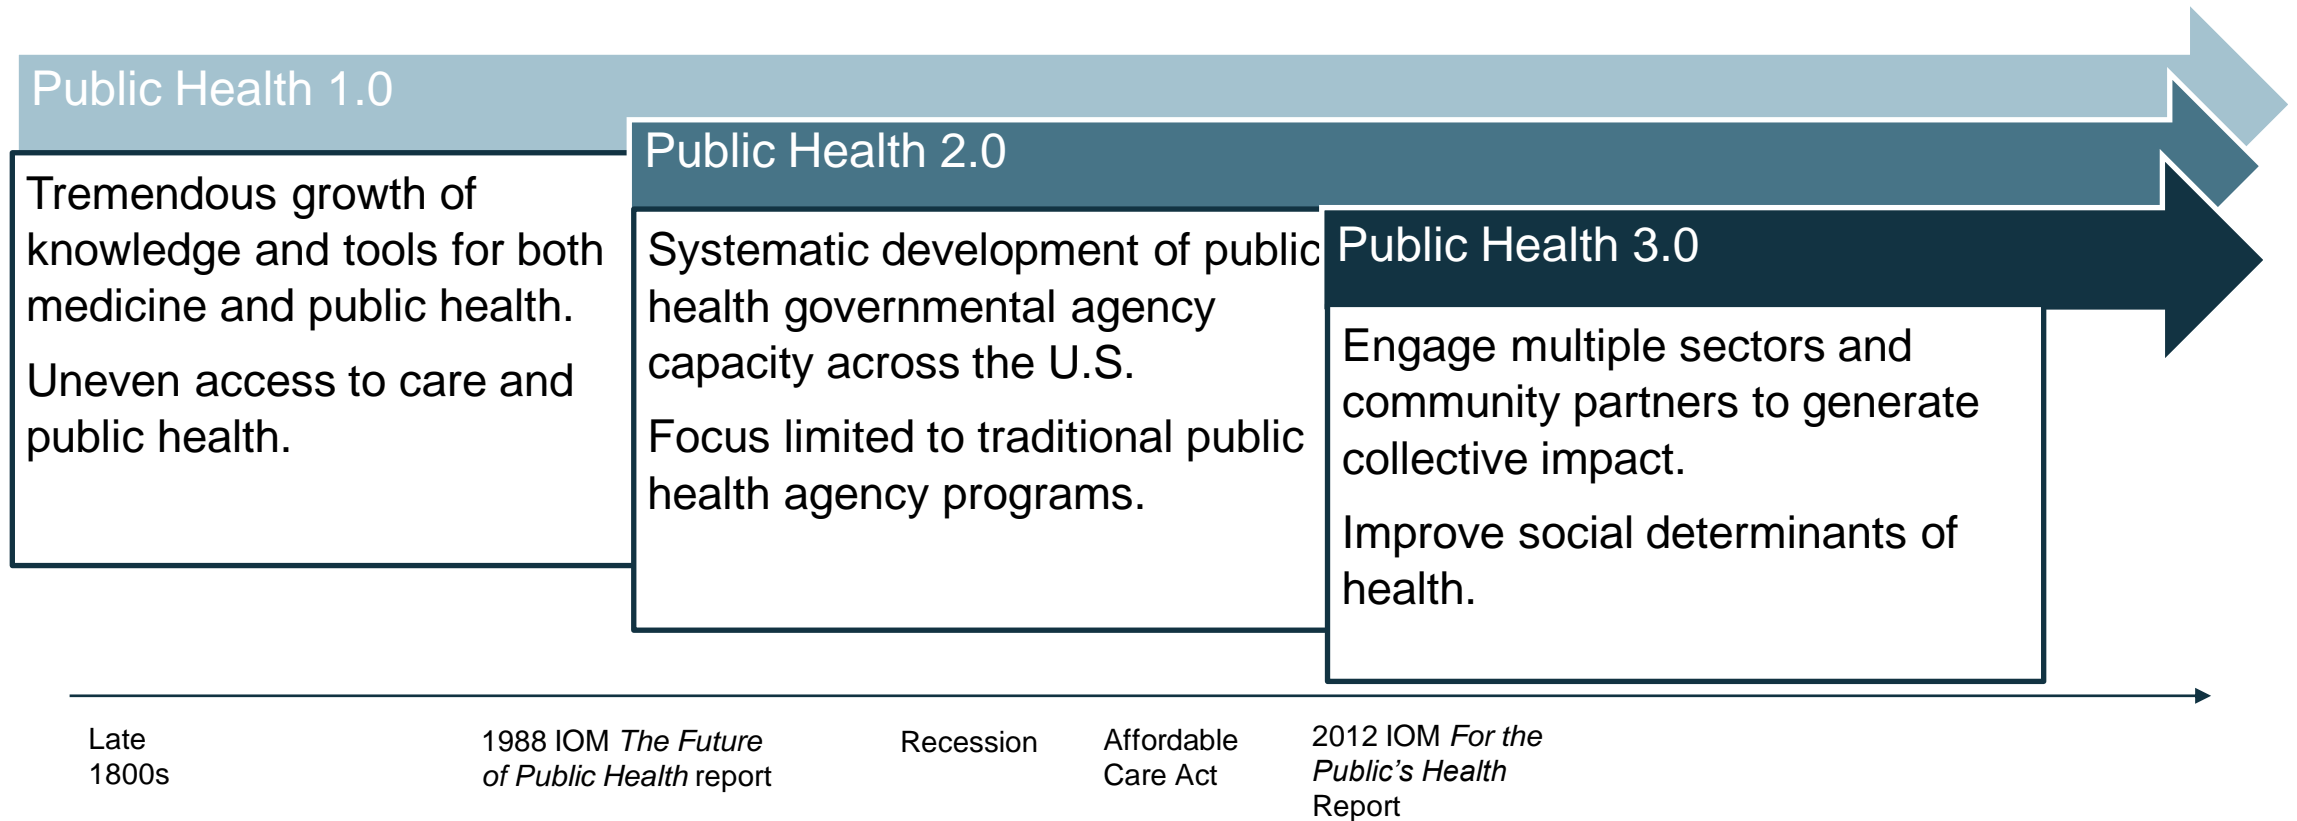 Public Health 1.0
Tremendous growth of
knowledge and tools for both
medicine and public health.
Uneven access to care and
public health.
Public Health 2.0
Systematic development of public
health governmental agency
capacity across the U.S.
Focus limited to traditional public
health agency programs.
Public Health 3.0
Engage multiple sectors and
community partners to generate
collective impact.
Improve social determinants of
health.
Late
1800s
1988 IOM The Future
of Public Health report
Recession
Affordable
Care Act
2012 IOM For the
Public’s Health
Report